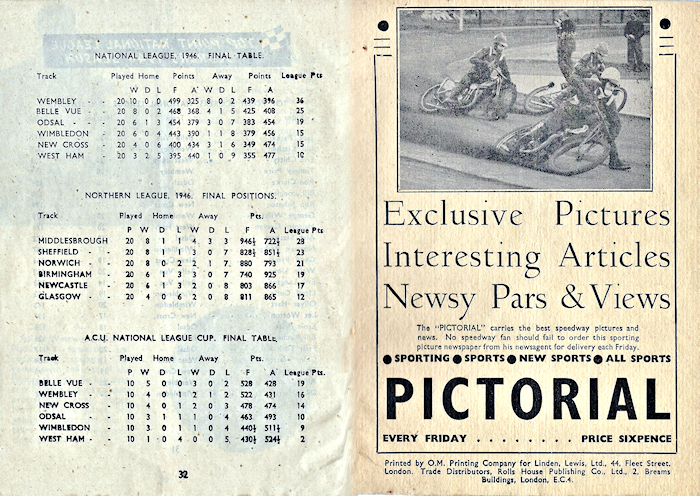 NATIONAL LEAGUE, 1946. FINAL TABLE.
Track Played Home Points Away Points League Pts
W D L F A W D L F A
WEMBLEY - - 20 10 0 0 499 325 8 0 2 439 396 36
BELLE VUE - - 20 8 0 2 468 368 4 1 5 425 408 25
ODSAL - - 20 6 1 3 454 379 3 0 7 383 454 19
WIMBLEDON - 20 6 0 4 443 390 1 1 8 379 456 15
NEW CROSS - 20 4 0 6 400 434 3 1 6 349 474 15
WEST HAM - - 20 3 2 5 395 440 1 0 9 355 477 10
NORTHERN LEAGUE, 1946. FINAL POSITIONS.
Track Played Home Away Pts.
P W D L W D L F A League Pts
MIDDLESBROUGH 20 8 1 1 4 3 3 946½ 722½ 28
SHEFFIELD - - 20 8 1 1 3 0 7 828½ 851½ 23
NORWICH - - 20 8 0 2 2 1 7 880 793 21
BIRMINGHAM - 20 6 1 3 3 0 7 740 925 19
NEWCASTLE - 20 6 1 3 2 0 8 803 866 17
GLASGOW - - 20 4 0 6 2 0 8 811 865 12
A.C.U. NATIONAL LEAGUE CUP. FINAL TABLE.
Track Played Home Away Pts.
P W D L W D L F A League Pts
BELLE VUE - - 10 5 0 0 3 0 2 528 428 19
WEMBLEY - - 10 4 0 1 2 1 2 522 431 16
NEW CROSS - - 10 4 0 1 2 0 3 478 474 14
ODSAL - - 10 3 1 1 1 0 4 463 493 10
WIMBLEDON - 10 3 0 1 1 0 4 440½ 511½ 9
WEST HAM - - 10 1 0 4 0 0 5 430½ 524½ 2
32
Exclusive Pictures
Interesting Articles
Newsy Pars & Views
The "PICTORIAL" carries the best speedway pictures and
news. No speedway fan should fail to order this sporting
picture newspaper from his newsagent for delivery each Friday.
● SPORTING ● SPORTS ● NEW SPORTS ● ALL SPORTS
PICTORIAL
EVERY FRIDAY . . . . . . . . PRICE SIXPENCE
Printed by O.M. Printing Company for Linden, Lewis, Ltd., 44, Fleet Street,
London. Trade Distributors, Rolls House Publishing Co., Ltd., 2, Breams
Buildings, London, E.C.4.